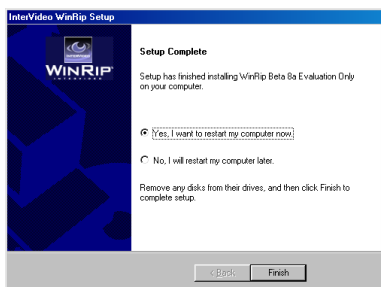 InterVideo WinRip Setup
WINRIP
Setup Complete
Setup has finished installing WinRip Beta 8a Evaluation Only
on your computer.
Yes, I want to restart my computer now.
No, I will restart my computer later.
Remove any disks from their drives, and then click Finish to
complete setup.
< Back
Finish